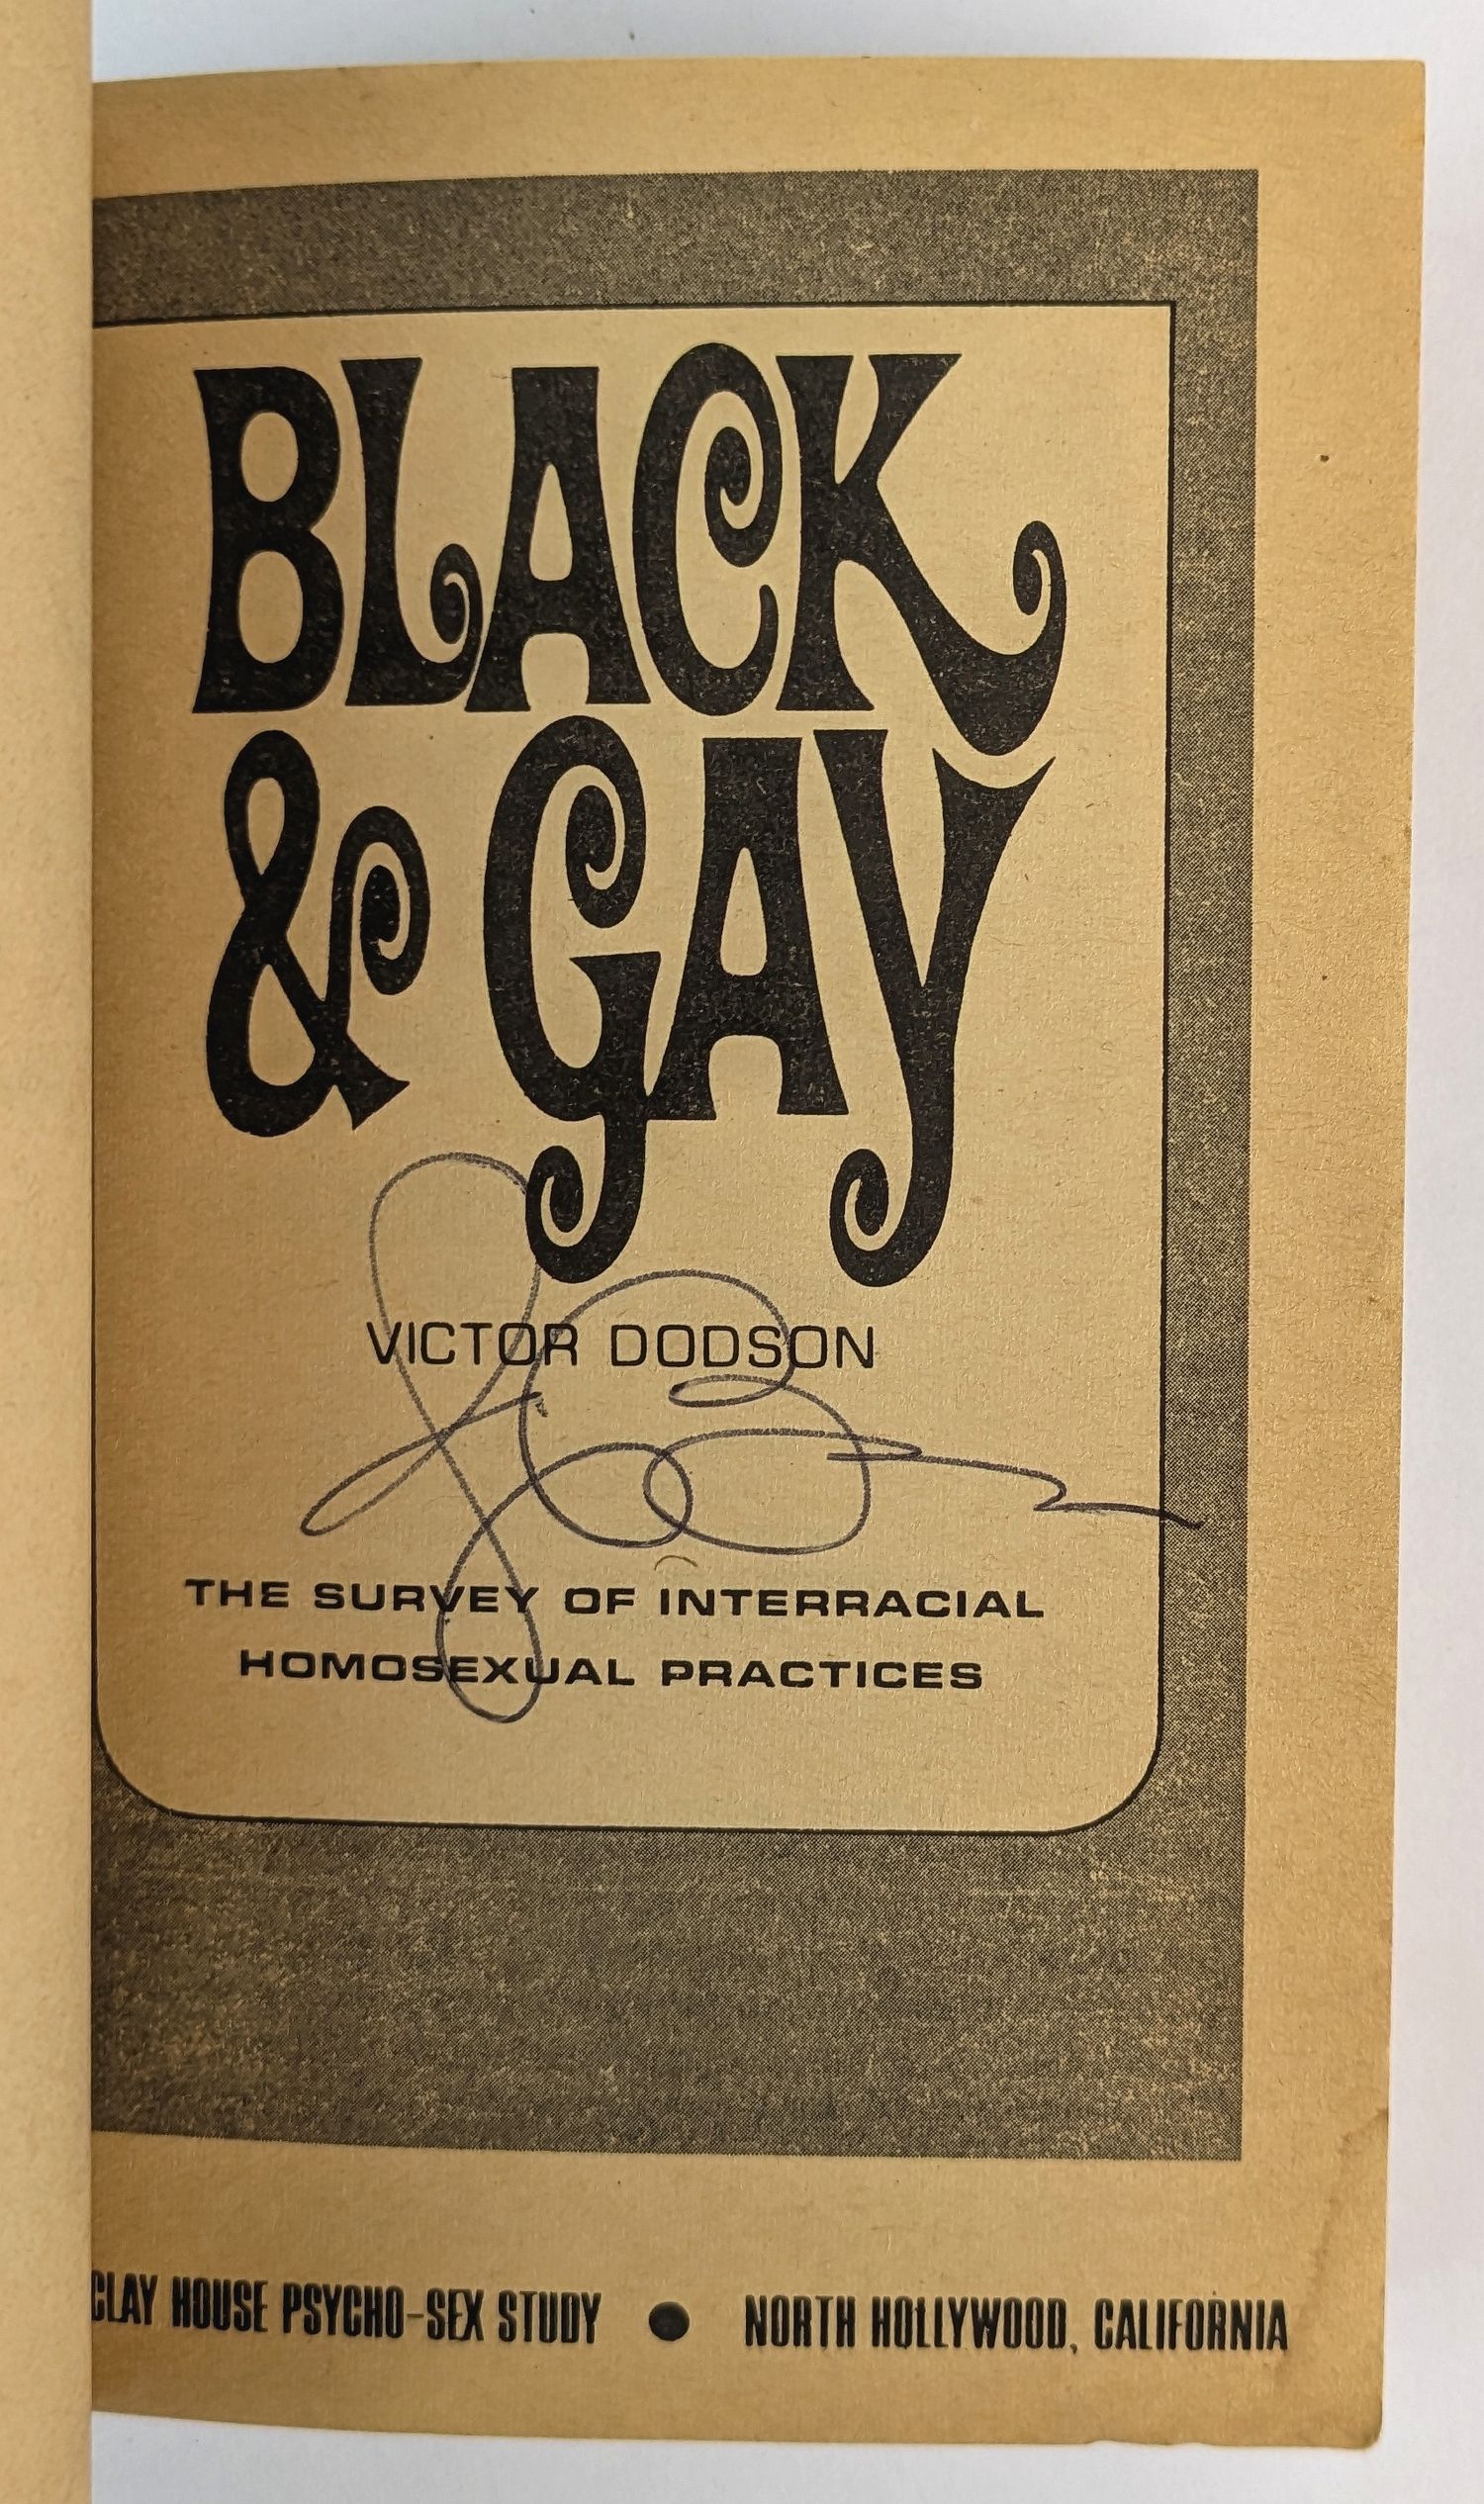 BLACK
& GAY
VICTOR DODSON
THE SURVEY OF INTERRACIAL
HOMOSEXUAL PRACTICES
CLAY HOUSE PSYCHO-SEX STUDY ● NORTH HOLLYWOOD, CALIFORNIA